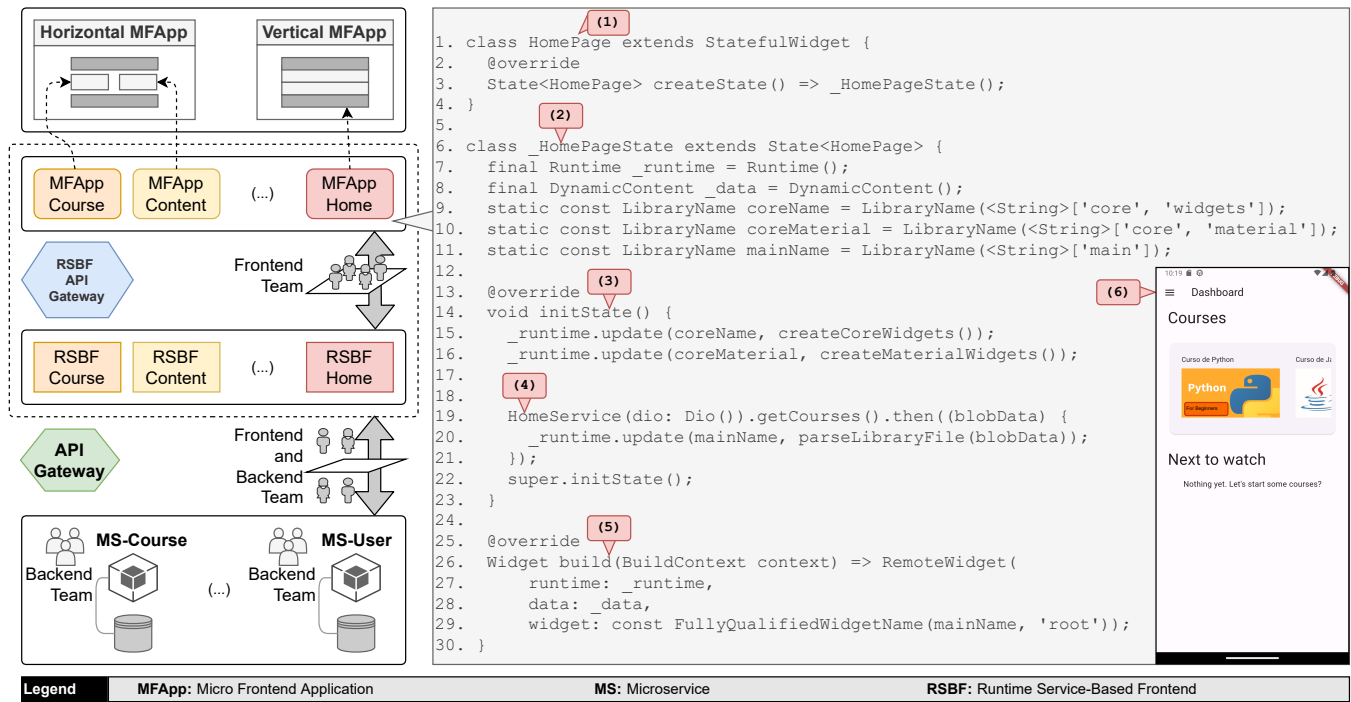 Horizontal MFApp
Vertical MFApp
MFApp
Course
MFApp
Content
(...)
MFApp
Home
RSBF
API
Gateway
Frontend
Team
RSBF
Course
RSBF
Content
(...)
RSBF
Home
API
Gateway
Frontend
and
Backend
Team
MS-Course
Backend
Team
(...)
MS-User
Backend
Team
(1)
1. class HomePage extends StatefulWidget {
2. @override
3. State<HomePage> createState() => _HomePageState();
4. }
(2)
5.
6. class _HomePageState extends State<HomePage> {
7. final Runtime _runtime = Runtime();
8. final DynamicContent _data = DynamicContent();
9. static const LibraryName coreName = LibraryName(<String>['core', 'widgets']);
10. static const LibraryName coreMaterial = LibraryName(<String>['core', 'material']);
11. static const LibraryName mainName = LibraryName(<String>['main']);
12.
(3)
13. @override
14. void initState() {
15. _runtime.update(coreName, createCoreWidgets());
16. _runtime.update(coreMaterial, createMaterialWidgets());
17.
(4)
18.
19. HomeService(dio: Dio()).getCourses().then((blobData) {
20. _runtime.update(mainName, parseLibraryFile(blobData));
21. });
22. super.initState();
23. }
24.
(5)
25. @override
26. Widget build(BuildContext context) => RemoteWidget(
27. runtime: _runtime,
28. data: _data,
29. widget: const FullyQualifiedWidgetName(mainName, 'root'));
30. }
(6)
10:19
Dashboard
Courses
Curso de Python
Curso de Ja
Python
For Beginners
Next to watch
Nothing yet. Let's start some courses?
Legend
MFApp: Micro Frontend Application
MS: Microservice
RSBF: Runtime Service-Based Frontend